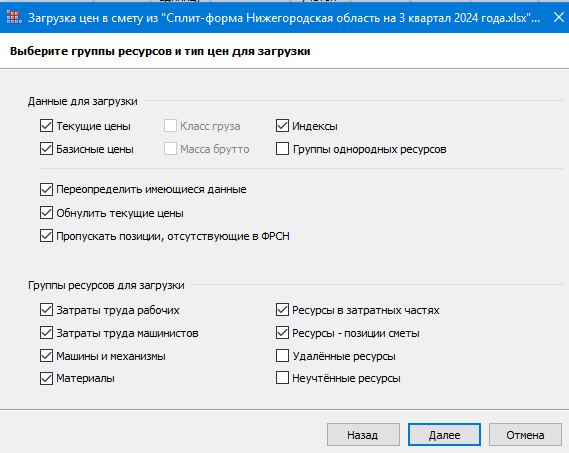 Загрузка цен в смету из "Сплит-форма Нижегородская область на 3 квартал 2024 года.xlsx"...
Выберите группы ресурсов и тип цен для загрузки
Данные для загрузки
Текущие цены Класс груза Индексы
Базисные цены Масса брутто Группы однородных ресурсов
Переопределить имеющиеся данные
Обнулить текущие цены
Пропускать позиции, отсутствующие в ФРСН
Группы ресурсов для загрузки
Затраты труда рабочих Ресурсы в затратных частях
Затраты труда машинистов Ресурсы - позиции сметы
Машины и механизмы Удалённые ресурсы
Материалы Неучтённые ресурсы
Назад Далее Отмена